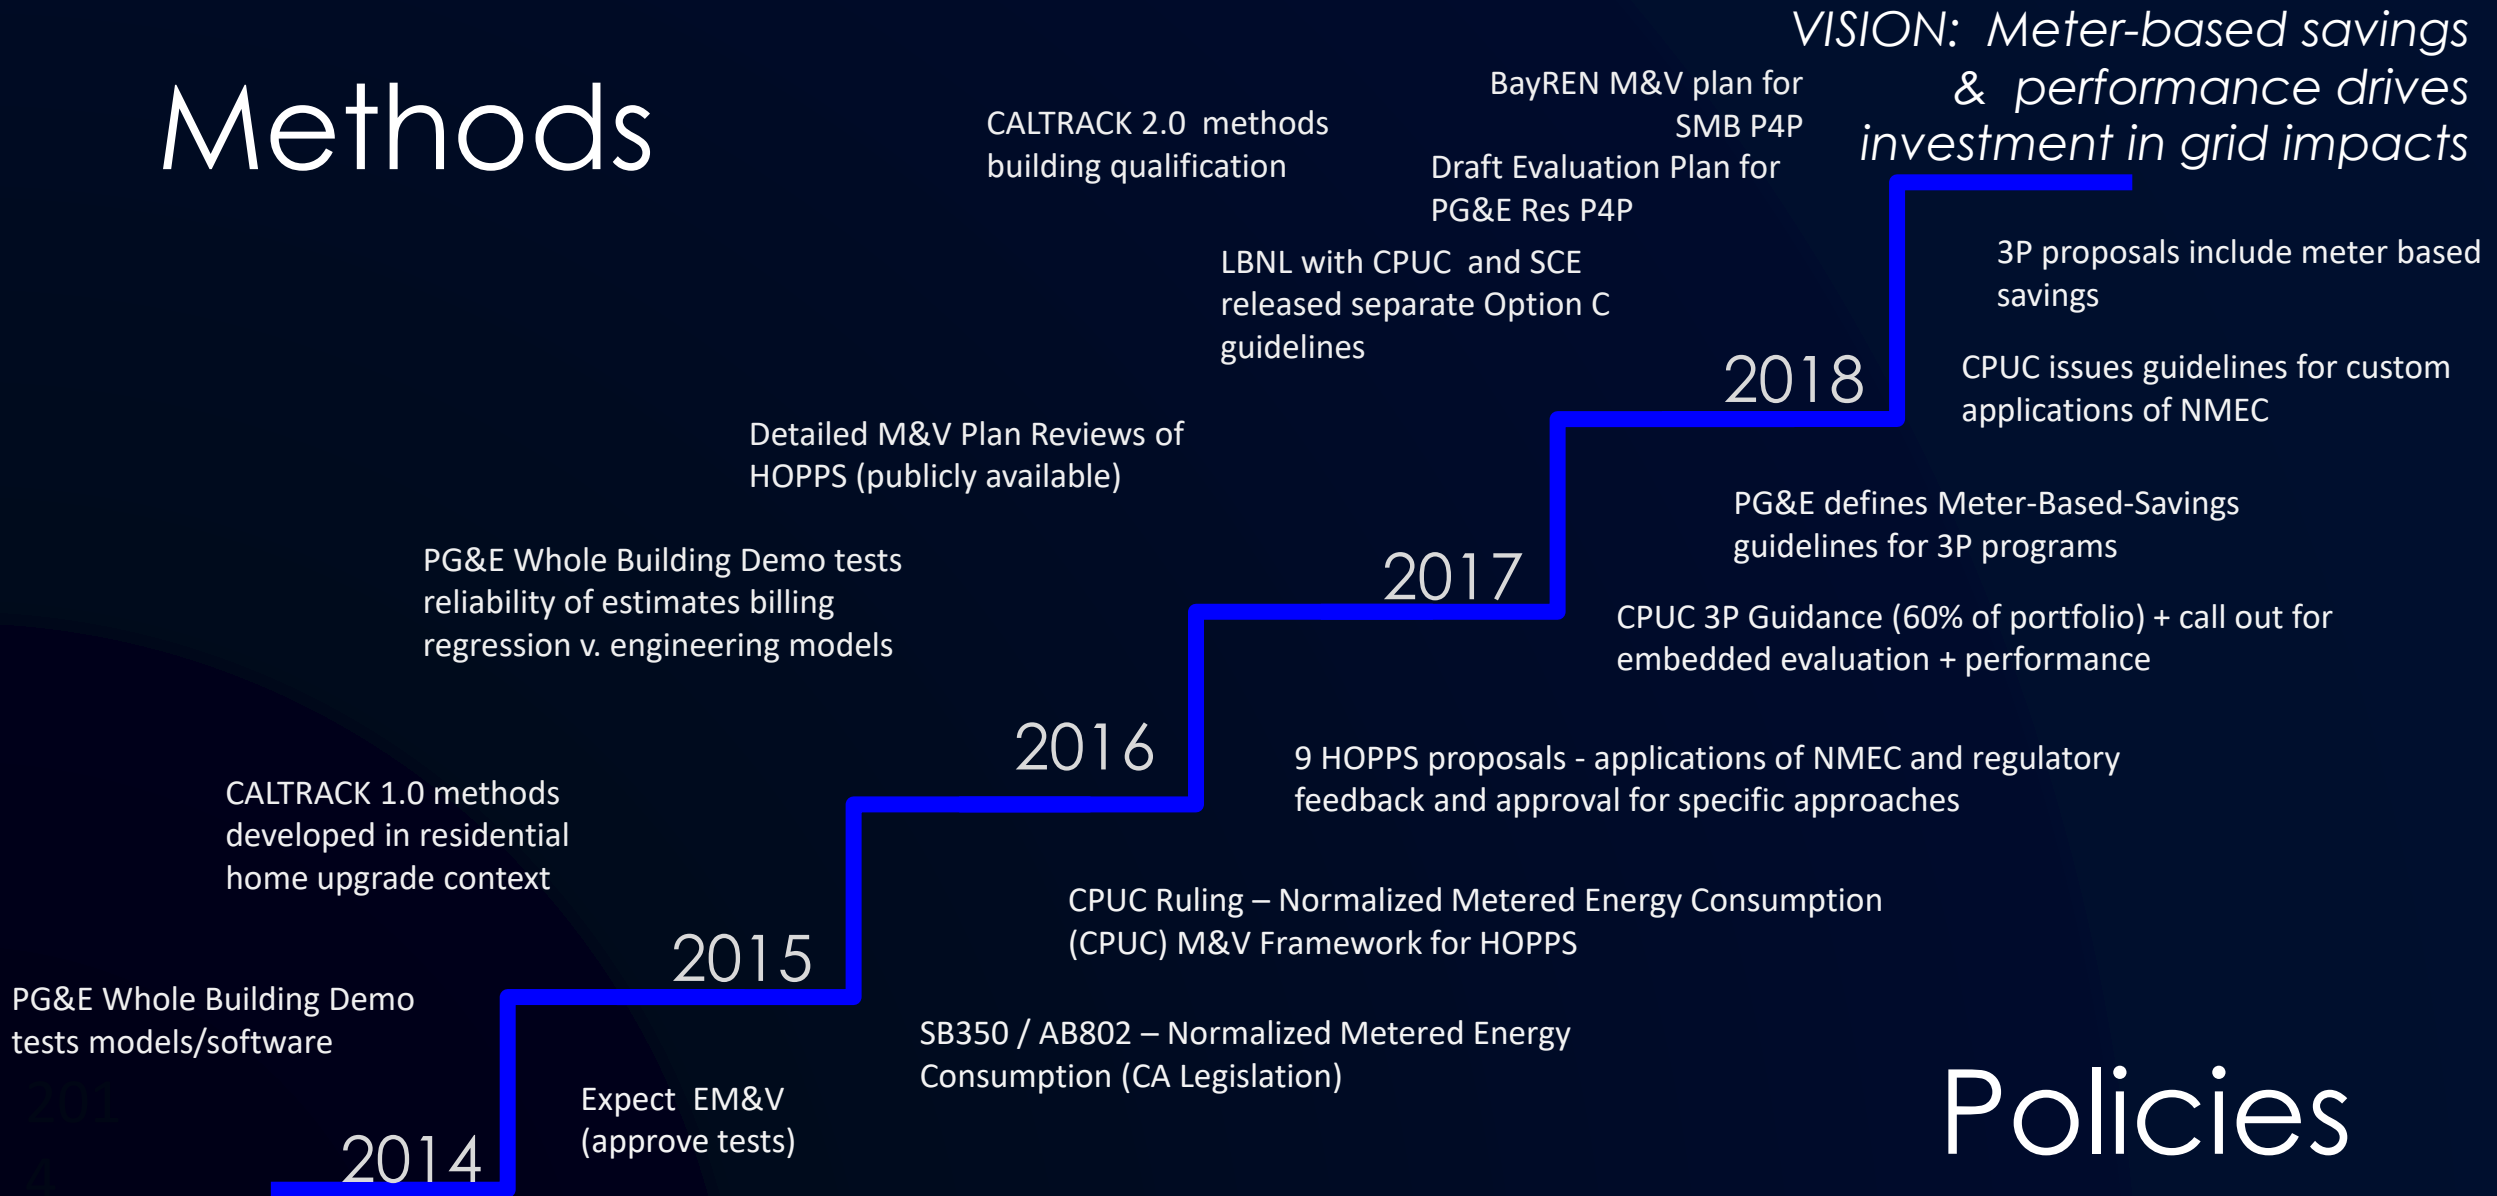 Methods
VISION:  Meter-based savings
&  performance drives
investment in grid impacts
BayREN M&V plan for
SMB P4P
CALTRACK 2.0  methods
building qualification
Draft Evaluation Plan for
PG&E Res P4P
LBNL with CPUC  and SCE
released separate Option C
guidelines
3P proposals include meter based
savings
2018
CPUC issues guidelines for custom
applications of NMEC
Detailed M&V Plan Reviews of
HOPPS (publicly available)
PG&E defines Meter-Based-Savings
guidelines for 3P programs
PG&E Whole Building Demo tests
reliability of estimates billing
regression v. engineering models
2017
CPUC 3P Guidance (60% of portfolio) + call out for
embedded evaluation + performance
2016
9 HOPPS proposals - applications of NMEC and regulatory
feedback and approval for specific approaches
CALTRACK 1.0 methods
developed in residential
home upgrade context
CPUC Ruling – Normalized Metered Energy Consumption
(CPUC) M&V Framework for HOPPS
2015
PG&E Whole Building Demo
tests models/software
SB350 / AB802 – Normalized Metered Energy
Consumption (CA Legislation)
201
4
Expect  EM&V
(approve tests)
2014
Policies